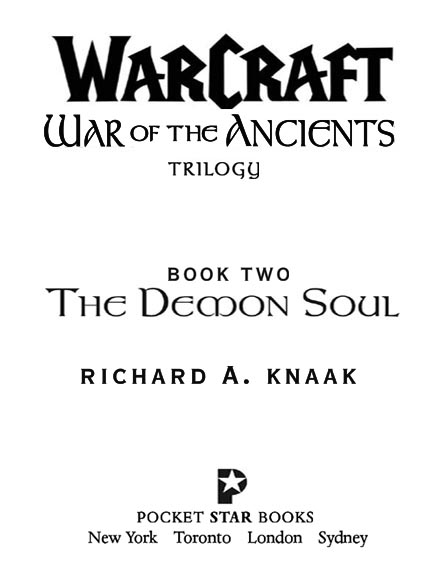 WARCRAFT
WAR OF THE ANCIENTS
TRILOGY
BOOK TWO
THE DEMON SOUL
RICHARD A. KNAAK
P
POCKET STAR BOOKS
New York Toronto London Sydney